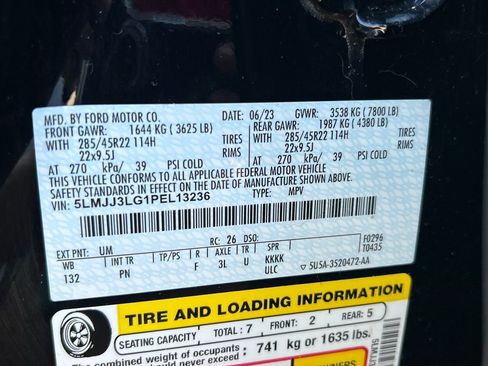 MFD. BY FORD MOTOR CO.
06/23 GVWR: 3538 KG ( 7800 LB)
FRONT GAWR: 1644 KG ( 3625 LB) REAR GAWR: 1987 KG ( 4380 LB)
WITH 285/45R22 114H TIRES WITH 285/45R22 114H TIRES
22x9.5J RIMS 22x9.5J RIMS
AT 270 kPa/ 39 PSI COLD AT 270 kPa/ 39 PSI COLD
THIS VEHICLE CONFORMS TO ALL APPLICABLE FEDERAL MOTOR VEHICLE
SAFETY STANDARDS IN EFFECT ON THE DATE OF MANUFACTURE SHOWN ABOVE.
VIN: 5LMJJ3LG1PEL13236
TYPE: MPV
EXT PNT: UM RC: 26 DSO: F0296
T0435
WB INT TR TP/PS R AXLE TR SPR
132 PN F 3L U KKKK
ULC 5U5A-3520472-AA
TIRE AND LOADING INFORMATION
SEATING CAPACITY TOTAL: 7 FRONT: 2 REAR: 5
The combined weight of occupants
never exceed : 741 kg or 1635 lbs.
OWNERS